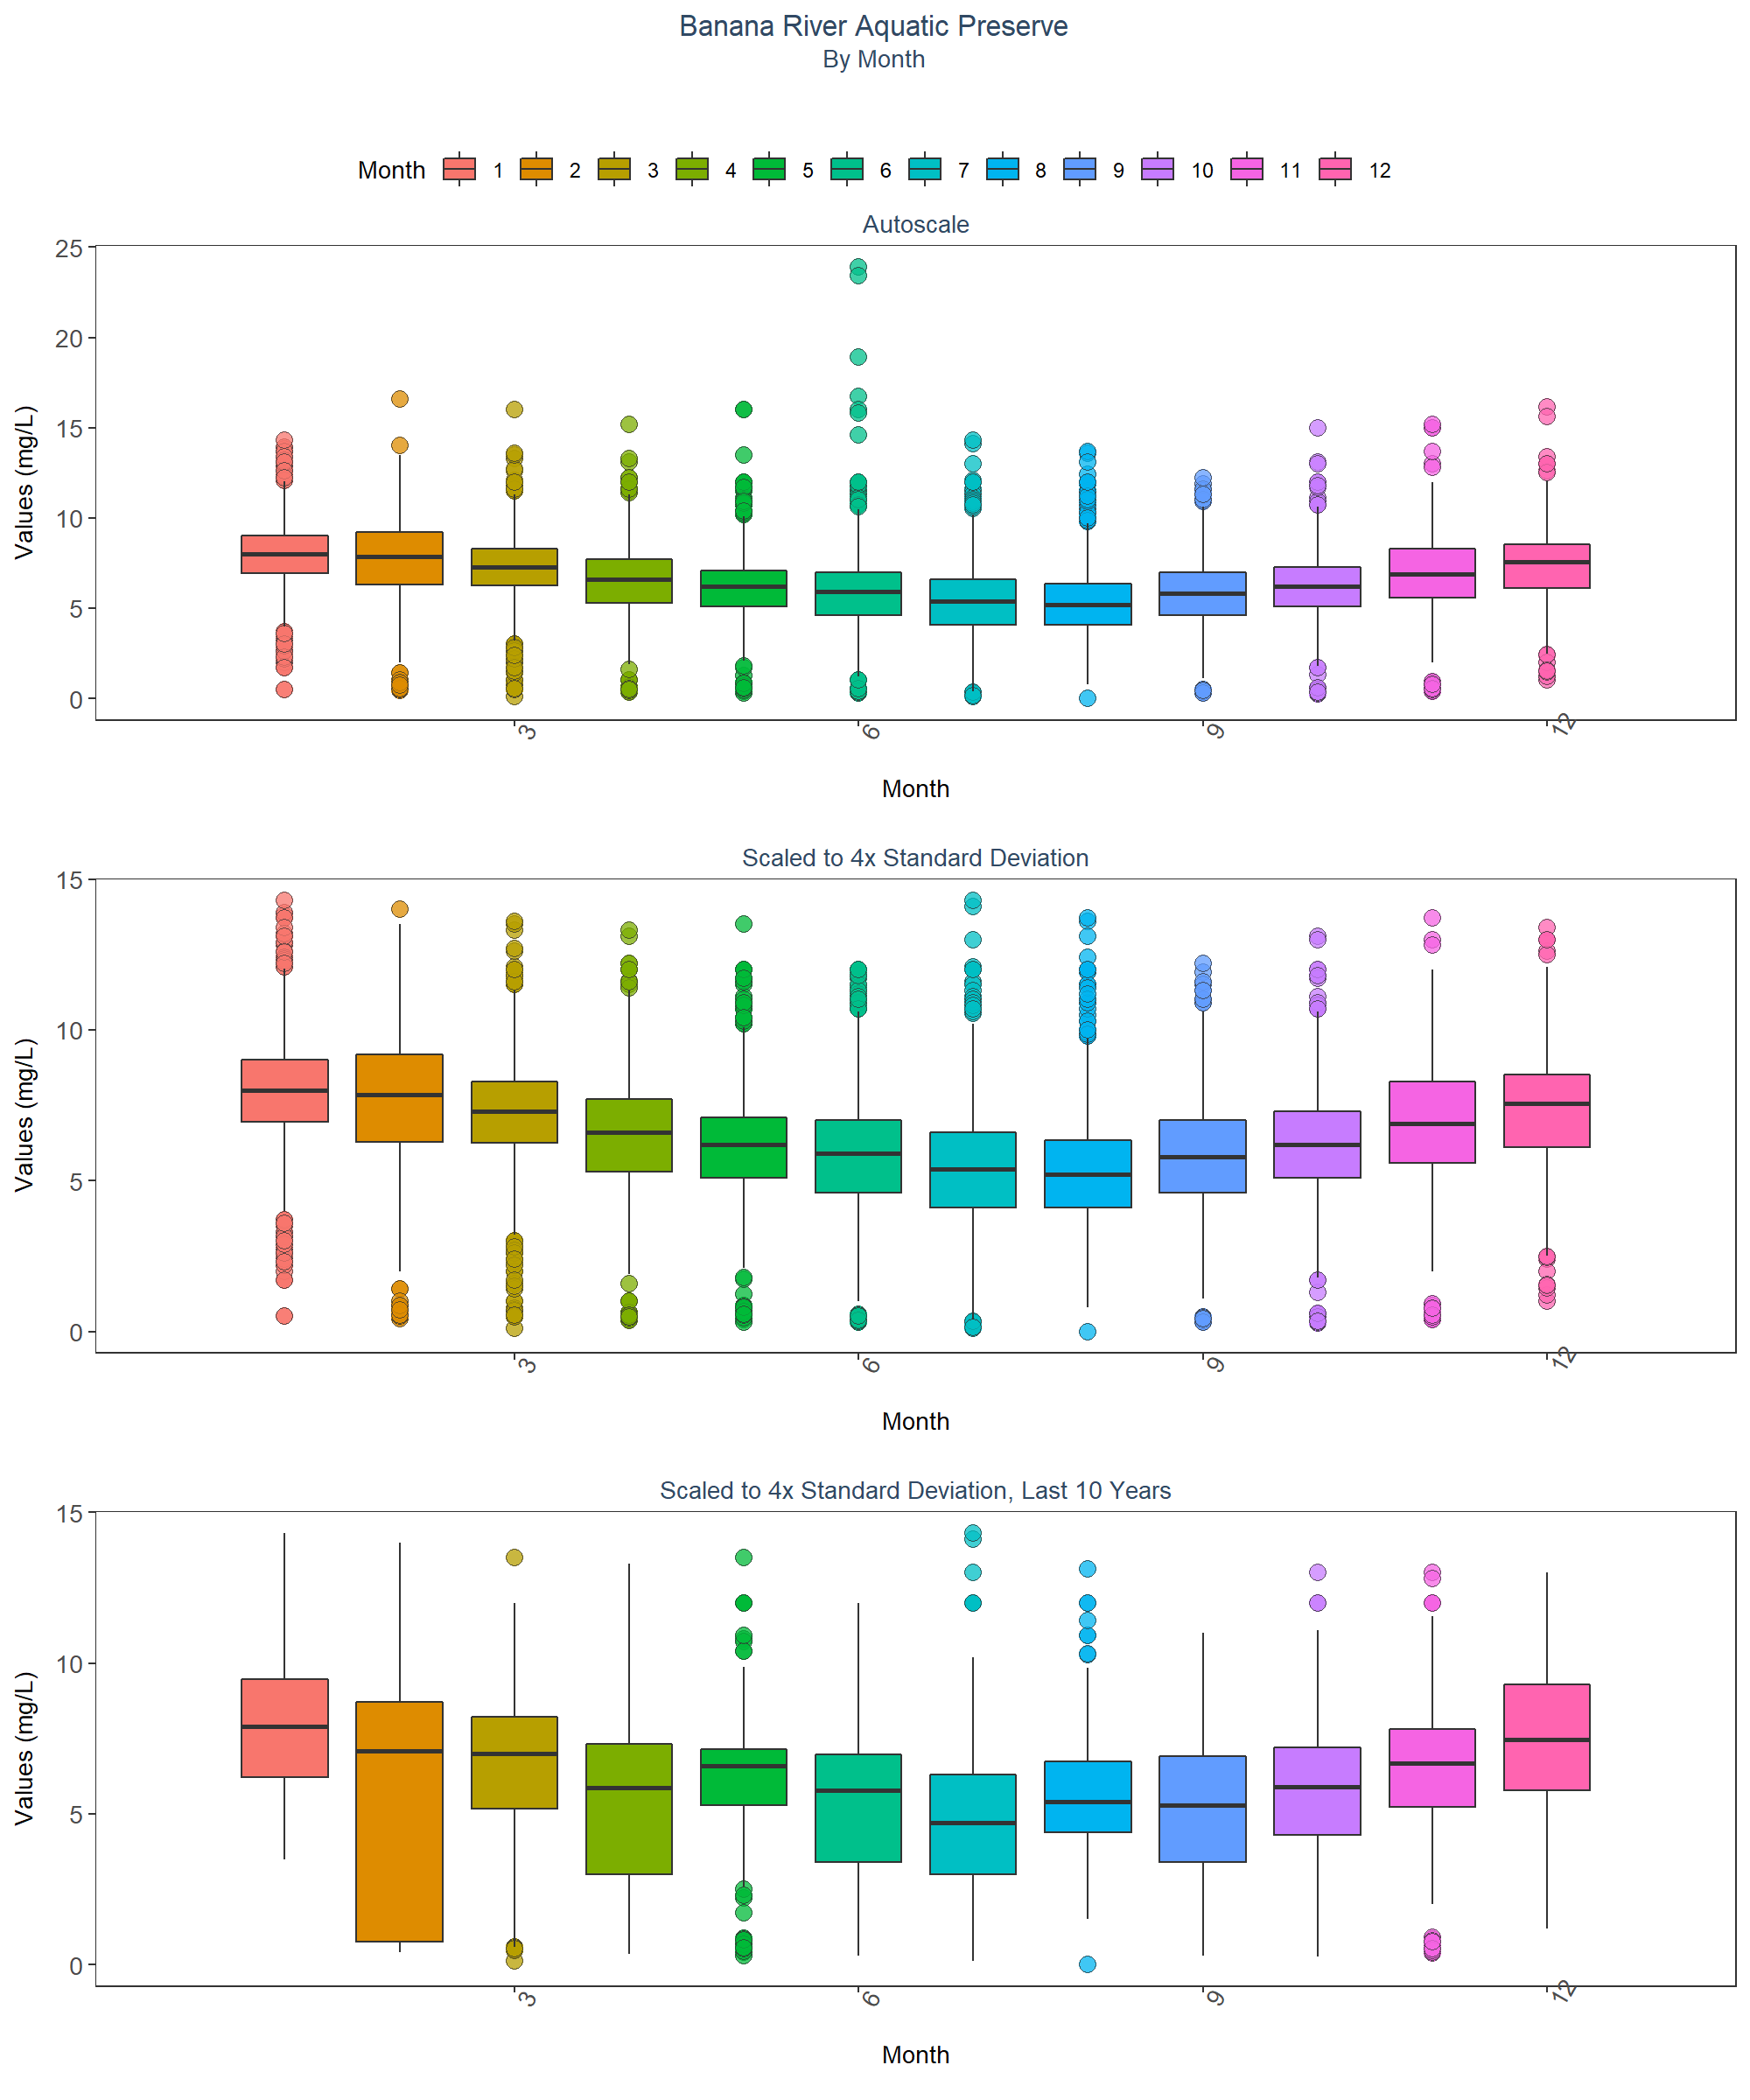 Banana River Aquatic Preserve
By Month
Month 1 2 3 4 5 6 7 8 9 10 11 12
Autoscale
25
20
15
10
5
0
Values (mg/L)
3 6 9 12
Month
Scaled to 4x Standard Deviation
15
10
5
0
Values (mg/L)
3 6 9 12
Month
Scaled to 4x Standard Deviation, Last 10 Years
15
10
5
0
Values (mg/L)
3 6 9 12
Month